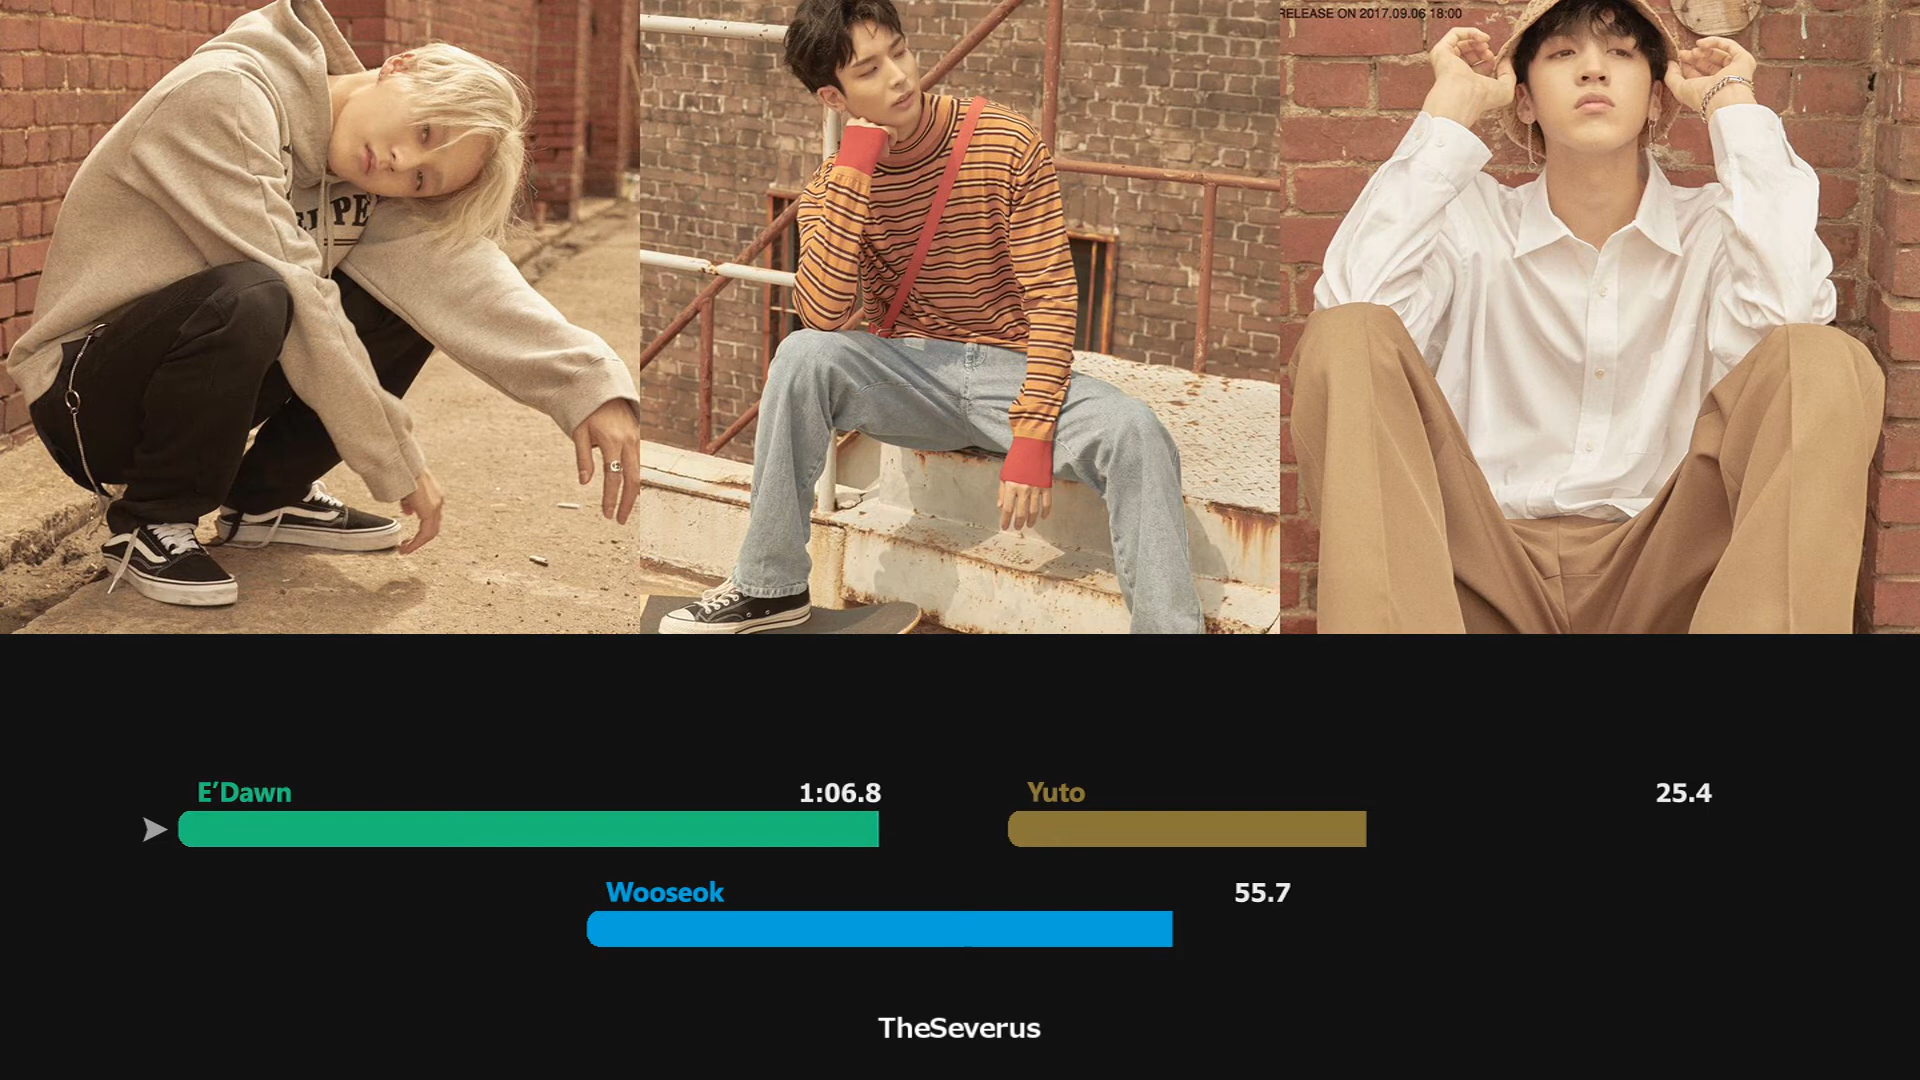 RELEASE ON 2017.09.06 18:00
E'Dawn
1:06.8
Yuto
25.4
Wooseok
55.7
TheSeverus